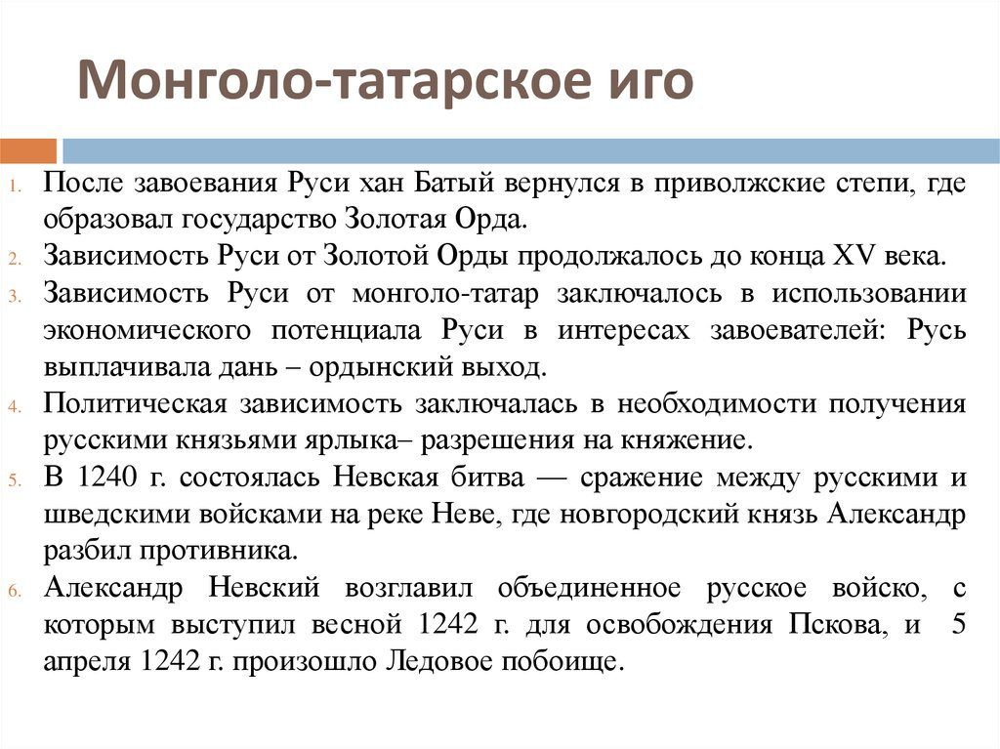 Монголо-татарское иго
1. После завоевания Руси хан Батый вернулся в приволжские степи, где
образовал государство Золотая Орда.
2. Зависимость Руси от Золотой Орды продолжалось до конца XV века.
3. Зависимость Руси от монголо-татар заключалось в использовании
экономического потенциала Руси в интересах завоевателей: Русь
выплачивала дань – ордынский выход.
4. Политическая зависимость заключалась в необходимости получения
русскими князьями ярлыка– разрешения на княжение.
5. В 1240 г. состоялась Невская битва — сражение между русскими и
шведскими войсками на реке Неве, где новгородский князь Александр
разбил противника.
6. Александр Невский возглавил объединенное русское войско, с
которым выступил весной 1242 г. для освобождения Пскова, и 5
апреля 1242 г. произошло Ледовое побоище.